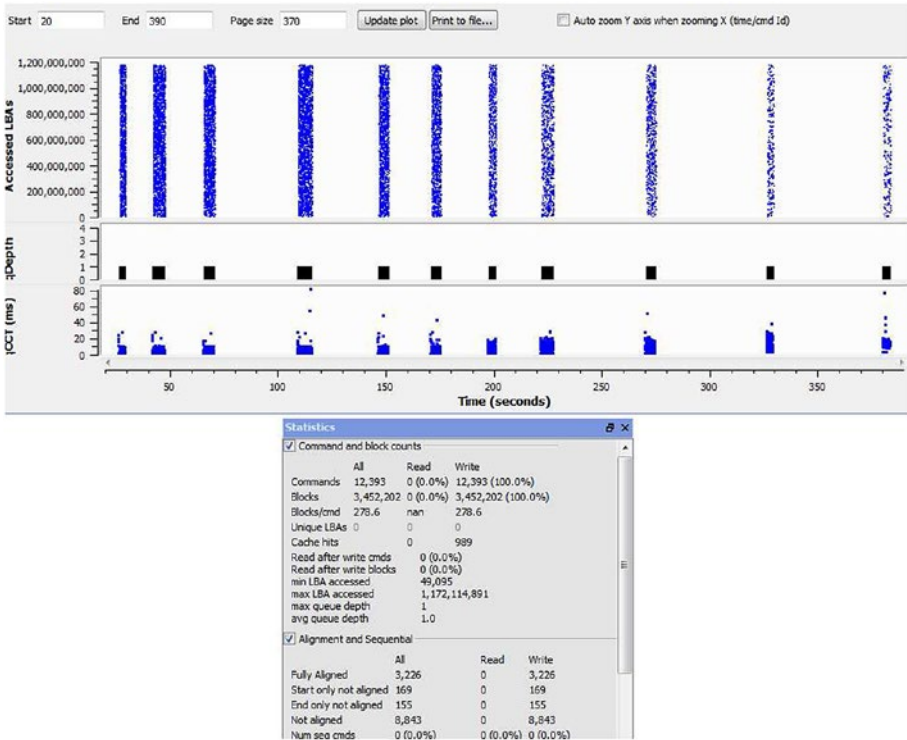 Start 20 End 390 Page size 370 Update plot Print to file... Auto zoom Y axis when zooming X (time/cmd Id)
Accessed LBAs
1,200,000,000
1,000,000,000
800,000,000
600,000,000
400,000,000
200,000,000
0
qDepth
4
3
2
1
0
qCCT (ms)
80
60
40
20
0
50 100 150 200 250 300 350
Time (seconds)
Statistics
Command and block counts
All Read Write
Commands 12,393 0 (0.0%) 12,393 (100.0%)
Blocks 3,452,202 0 (0.0%) 3,452,202 (100.0%)
Blocks/cmd 278.6 nan 278.6
Unique LBAs 0 0 0
Cache hits 0 989
Read after write cmds 0 (0.0%)
Read after write blocks 0 (0.0%)
min LBA accessed 49,095
max LBA accessed 1,172,114,891
max queue depth 1
avg queue depth 1.0
Alignment and Sequential
All Read Write
Fully Aligned 3,226 0 3,226
Start only not aligned 169 0 169
End only not aligned 155 0 155
Not aligned 8,843 0 8,843
Num seq cmds 0 (0.0%) 0 (0.0%) 0 (0.0%)